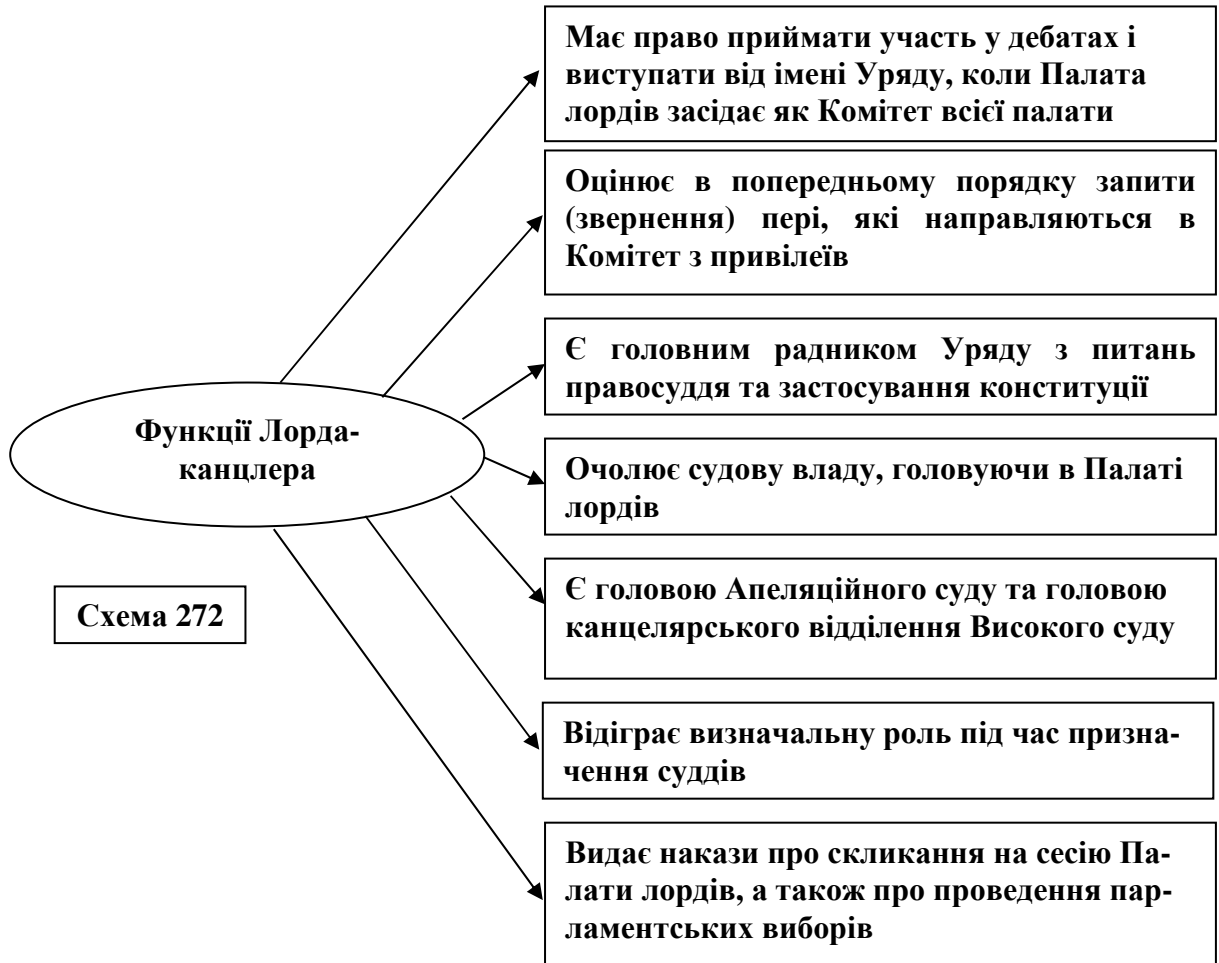 Має право приймати участь у дебатах і
виступати від імені Уряду, коли Палата
лордів засідає як Комітет всієї палати
Оцінює в попередньому порядку запити
(звернення) пері, які направляються в
Комітет з привілеїв
Є головним радником Уряду з питань
правосуддя та застосування конституції
Функції Лорда-
канцлера
Очолює судову владу, головуючи в Палаті
лордів
Є головою Апеляційного суду та головою
канцелярського відділення Високого суду
Схема 272
Відіграє визначальну роль під час призна-
чення суддів
Видає накази про скликання на сесію Па-
лати лордів, а також про проведення пар-
ламентських виборів